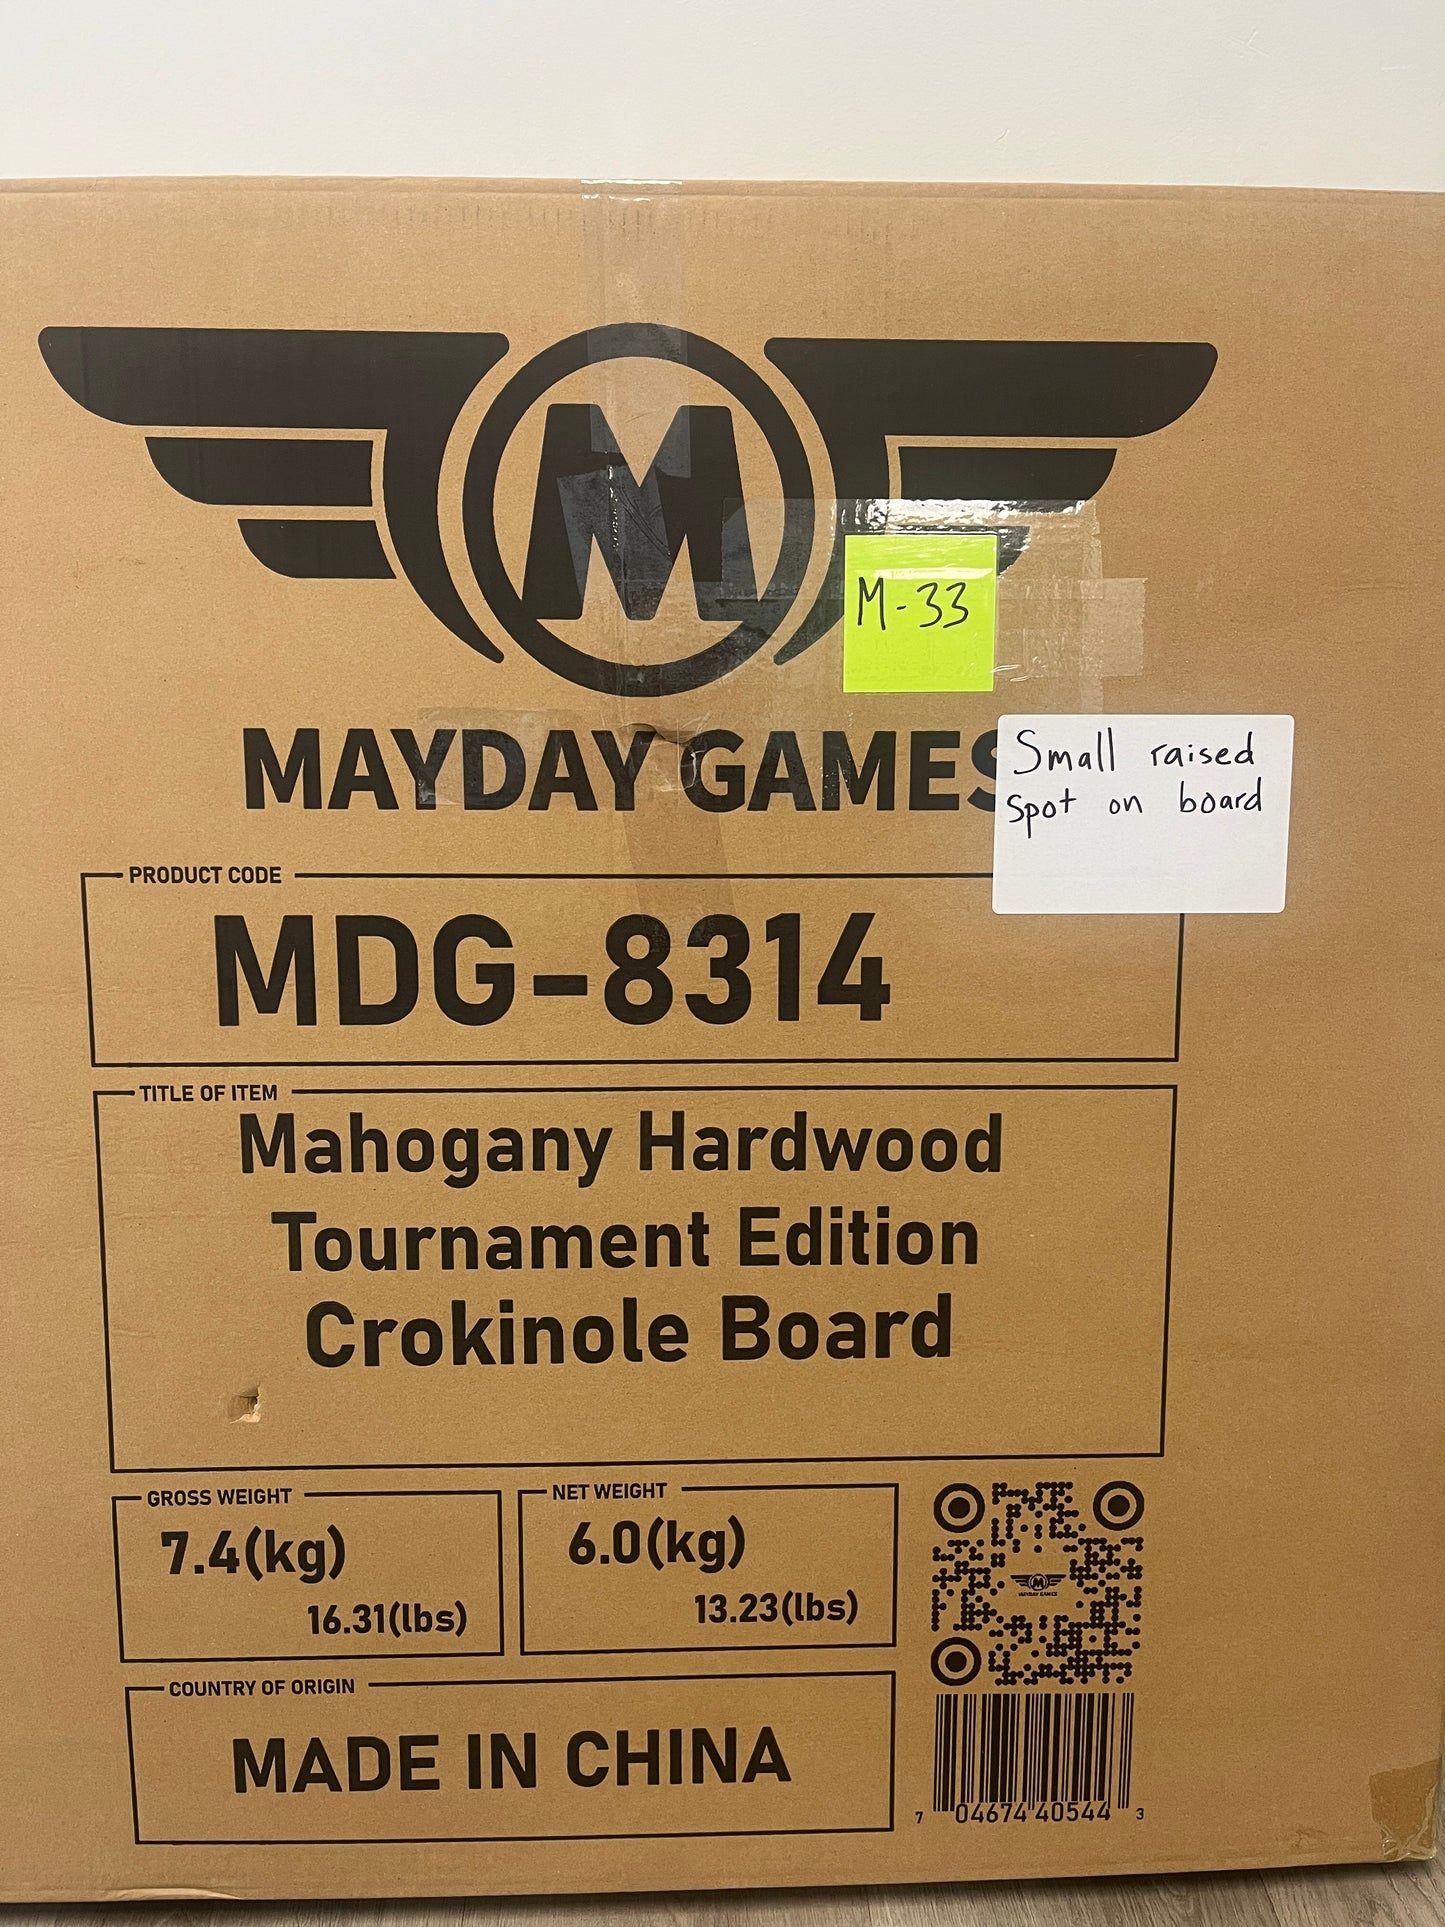 M
M-33
MAYDAY GAMES
Small raised
spot on board
PRODUCT CODE
MDG-8314
TITLE OF ITEM
Mahogany Hardwood
Tournament Edition
Crokinole Board
GROSS WEIGHT
7.4(kg)
16.31(lbs)
NET WEIGHT
6.0(kg)
13.23(lbs)
M
MAYDAY GAMES
COUNTRY OF ORIGIN
MADE IN CHINA
7 04674 40544 3